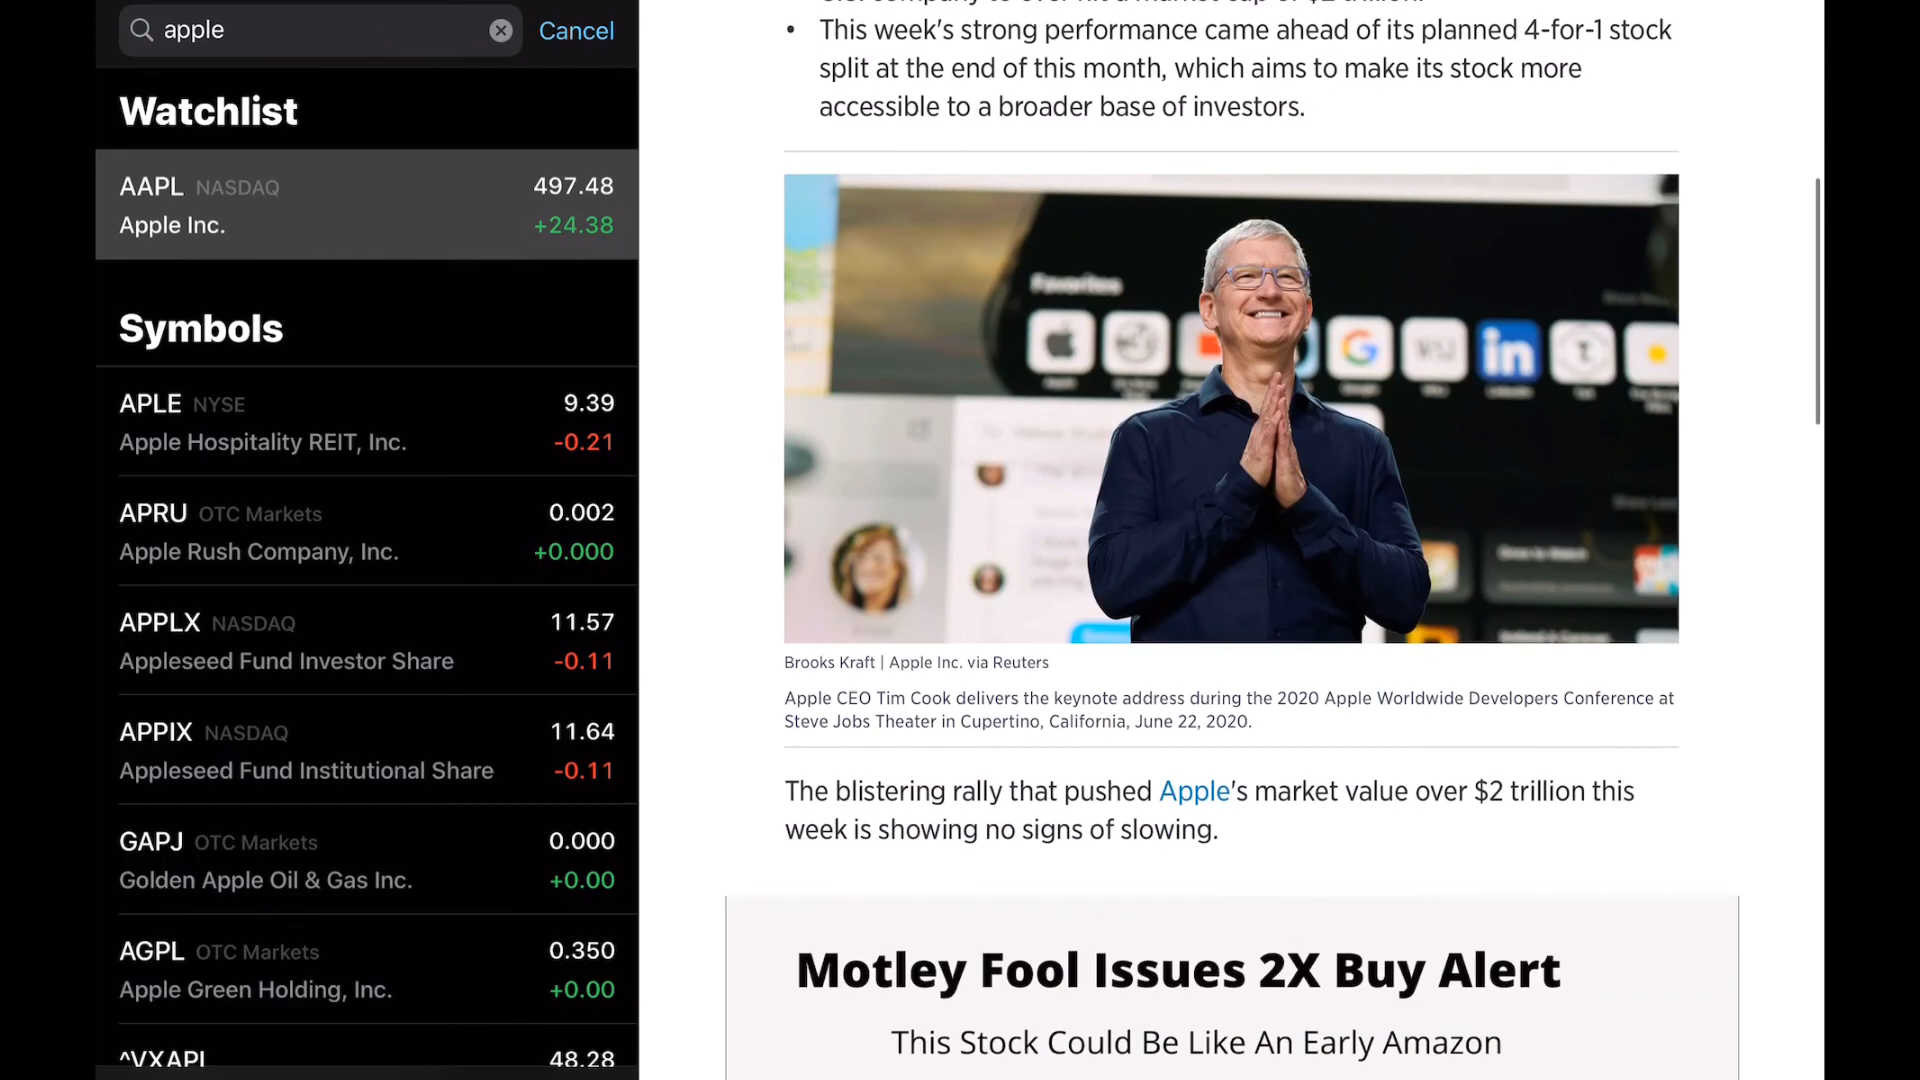 apple
Cancel
Watchlist
AAPL NASDAQ 497.48
Apple Inc. +24.38
Symbols
APLE NYSE 9.39
Apple Hospitality REIT, Inc. -0.21
APRU OTC Markets 0.002
Apple Rush Company, Inc. +0.000
APPLX NASDAQ 11.57
Appleseed Fund Investor Share -0.11
APPIX NASDAQ 11.64
Appleseed Fund Institutional Share -0.11
GAPJ OTC Markets 0.000
Golden Apple Oil & Gas Inc. +0.00
AGPL OTC Markets 0.350
Apple Green Holding, Inc. +0.00
^VXAPL 48.28
• This week's strong performance came ahead of its planned 4-for-1 stock
split at the end of this month, which aims to make its stock more
accessible to a broader base of investors.
Favorites
in
Brooks Kraft | Apple Inc. via Reuters
Apple CEO Tim Cook delivers the keynote address during the 2020 Apple Worldwide Developers Conference at
Steve Jobs Theater in Cupertino, California, June 22, 2020.
The blistering rally that pushed Apple's market value over $2 trillion this
week is showing no signs of slowing.
Motley Fool Issues 2X Buy Alert
This Stock Could Be Like An Early Amazon